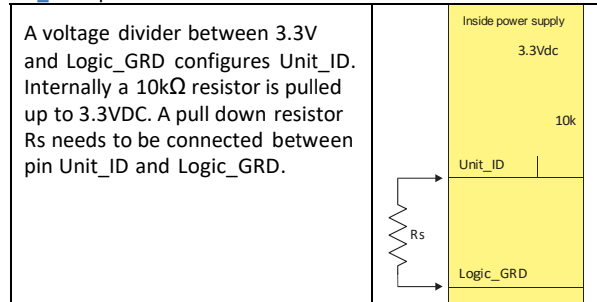 A voltage divider between 3.3V
and Logic_GRD configures Unit_ID.
Internally a 10kΩ resistor is pulled
up to 3.3VDC. A pull down resistor
Rs needs to be connected between
pin Unit_ID and Logic_GRD.
Inside power supply
3.3Vdc
10k
Unit_ID
Rs
Logic_GRD